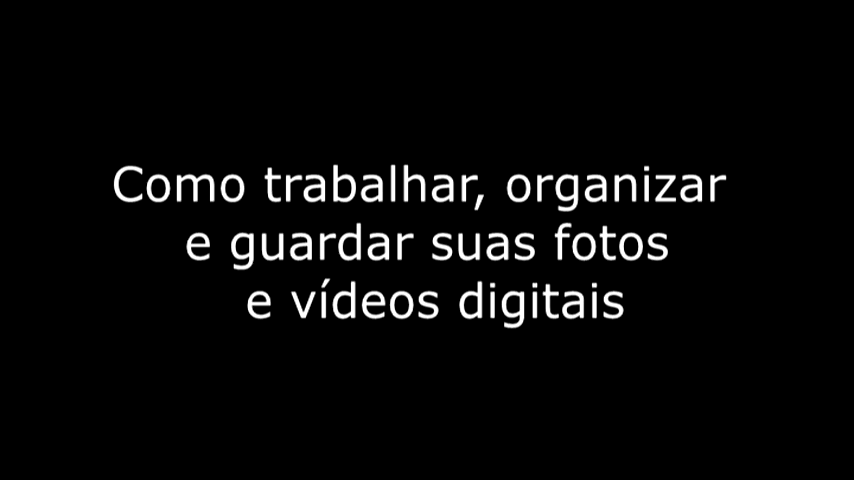 Como trabalhar, organizar
e guardar suas fotos
e vídeos digitais